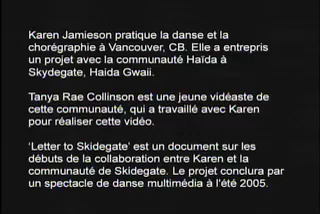 Karen Jamieson pratique la danse et la
chorégraphie à Vancouver, CB. Elle a entrepris
un projet avec la communauté Haïda à
Skydegate, Haida Gwaii.
Tanya Rae Collinson est une jeune vidéaste de
cette communauté, qui a travaillé avec Karen
pour réaliser cette vidéo.
'Letter to Skidegate' est un document sur les
débuts de la collaboration entre Karen et la
communauté de Skidegate. Le projet conclura par
un spectacle de danse multimédia à l'été 2005.